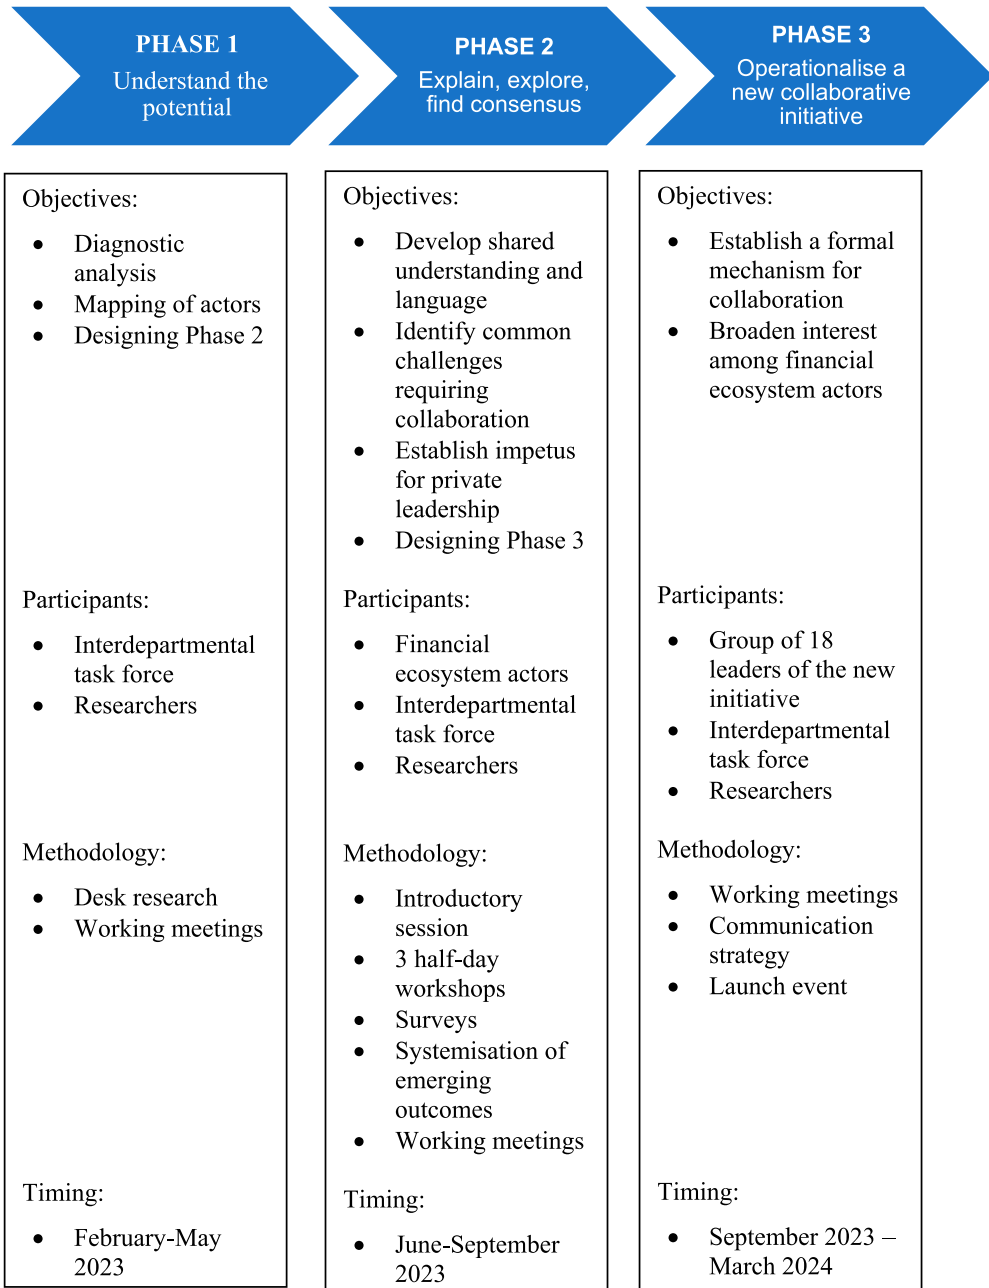 PHASE 1
Understand the
potential
PHASE 2
Explain, explore,
find consensus
PHASE 3
Operationalise a
new collaborative
initiative
Objectives:
• Diagnostic
analysis
• Mapping of actors
• Designing Phase 2
Participants:
• Interdepartmental
task force
• Researchers
Methodology:
• Desk research
• Working meetings
Timing:
• February-May
2023
Objectives:
• Develop shared
understanding and
language
• Identify common
challenges
requiring
collaboration
• Establish impetus
for private
leadership
• Designing Phase 3
Participants:
• Financial
ecosystem actors
• Interdepartmental
task force
• Researchers
Methodology:
• Introductory
session
• 3 half-day
workshops
• Surveys
• Systemisation of
emerging
outcomes
• Working meetings
Timing:
• June-September
2023
Objectives:
• Establish a formal
mechanism for
collaboration
• Broaden interest
among financial
ecosystem actors
Participants:
• Group of 18
leaders of the new
initiative
• Interdepartmental
task force
• Researchers
Methodology:
• Working meetings
• Communication
strategy
• Launch event
Timing:
• September 2023 –
March 2024